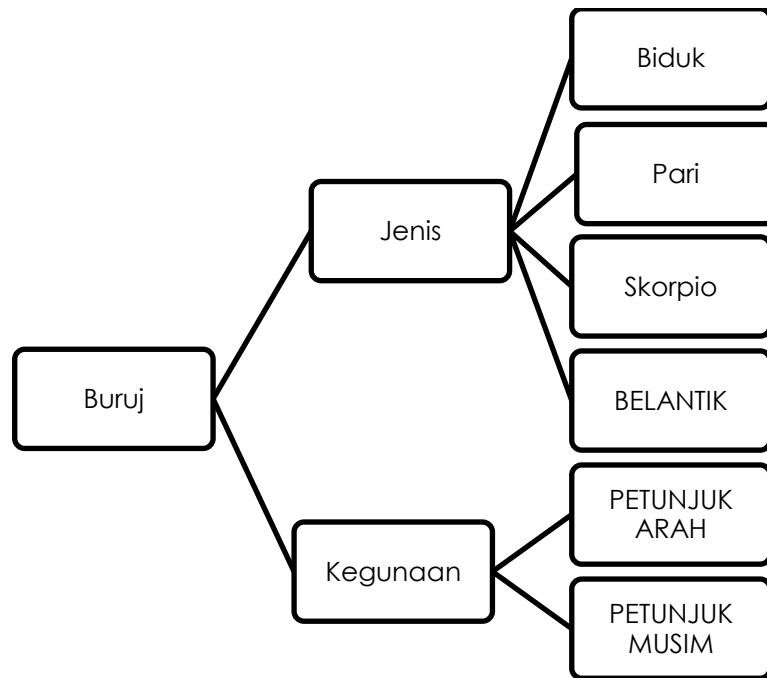 Biduk
Pari
Jenis
Skorpio
Buruj
BELANTIK
PETUNJUK
ARAH
Kegunaan
PETUNJUK
MUSIM